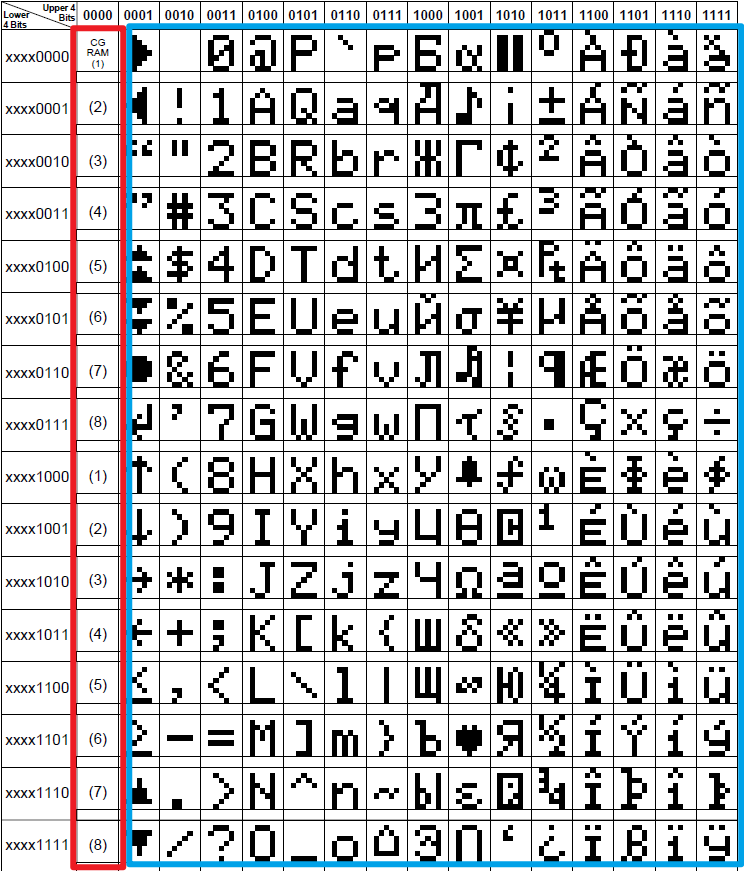 Lower 4 Bits Upper 4 Bits 0000 0001 0010 0011 0100 0101 0110 0111 1000 1001 1010 1011 1100 1101 1110 1111
xxxx0000 CG RAM (1) 0 @ P ` p Б α ° À Ð à ð
xxxx0001 (2) ! 1 A Q a q Д ♪ ¡ ± Á Ñ á ñ
xxxx0010 (3) “ " 2 B R b r Ж Γ ¢ ² Â Ò â ò
xxxx0011 (4) ” # 3 C S c s З π £ ³ Ã Ó ã ó
xxxx0100 (5) $ 4 D T d t И Σ ¤ ₧ Ä Ô ä ô
xxxx0101 (6) % 5 E U e u Й σ ¥ µ Å Õ å õ
xxxx0110 (7) & 6 F V f v Л ♬ ¦ ¶ Æ Ö æ ö
xxxx0111 (8) ' 7 G W g w П τ § · Ç × ç ÷
xxxx1000 (1) ↑ ( 8 H X h x У ƒ ω È Φ è ø
xxxx1001 (2) ↓ ) 9 I Y i y Ц θ © ¹ É Ù é ù
xxxx1010 (3) → * : J Z j z Ч Ω ª º Ê Ú ê ú
xxxx1011 (4) ← + ; K [ k { Ш δ « » Ë Û ë û
xxxx1100 (5) ≤ , < L \ l | Щ ∞ Ю ¼ Ì Ü ì ü
xxxx1101 (6) ≥ - = M ] m } Ъ ♥ Я ½ Í Ý í ý
xxxx1110 (7) . > N ^ n ~ Ы ε ® ¾ Î Þ î þ
xxxx1111 (8) / ? O _ o ⌂ Э ∩ ‘ ¿ Ï ß ï ÿ